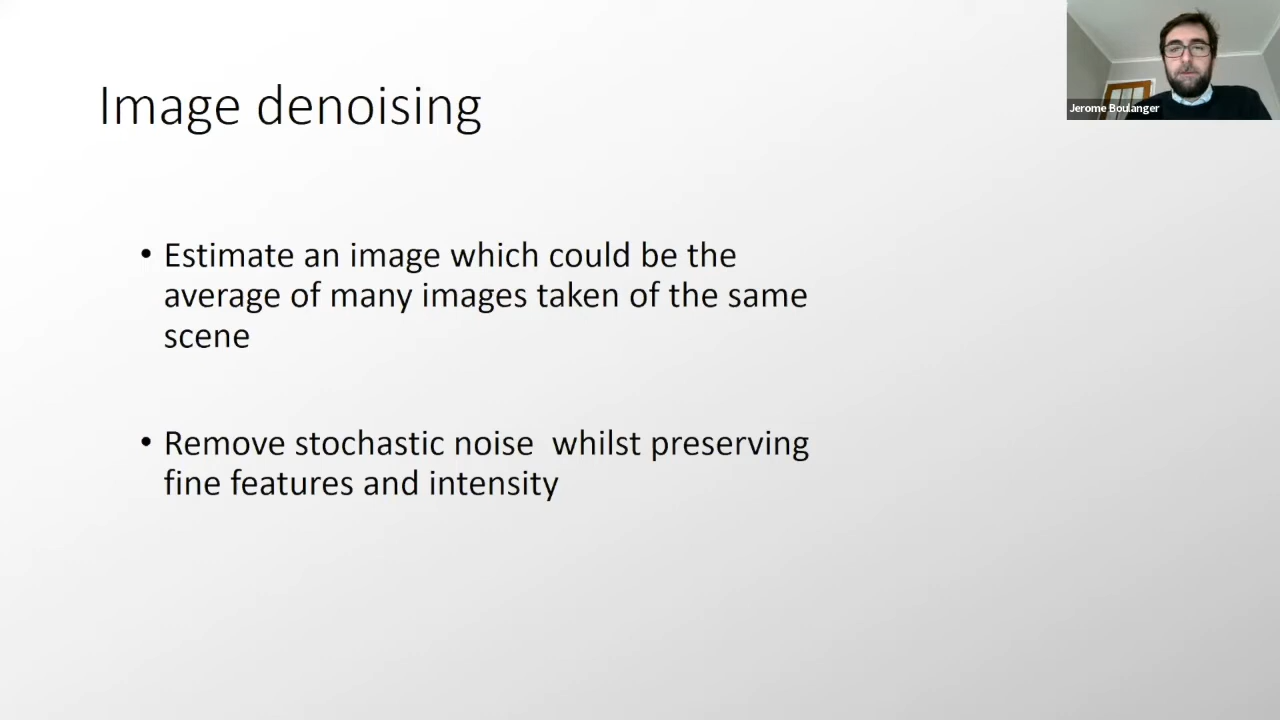 Image denoising
Jerome Boulanger
• Estimate an image which could be the
average of many images taken of the same
scene
• Remove stochastic noise  whilst preserving
fine features and intensity